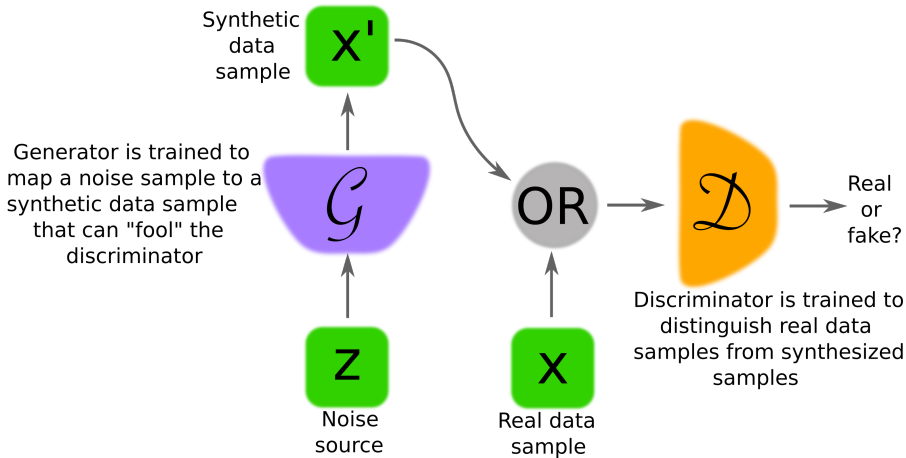 Synthetic
data
sample
x'
Generator is trained to
map a noise sample to a
synthetic data sample
that can "fool" the
discriminator
G
z
Noise
source
OR
x
Real data
sample
D
Real
or
fake?
Discriminator is trained to
distinguish real data
samples from synthesized
samples